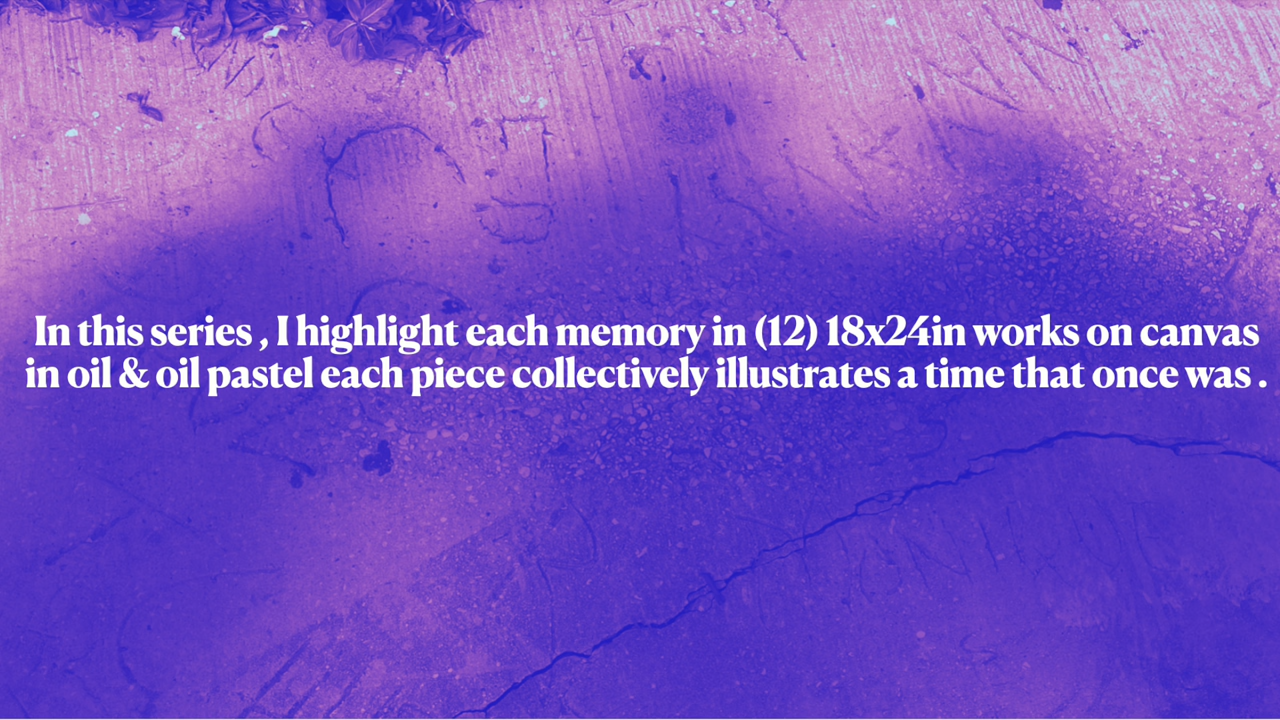 In this series , I highlight each memory in (12) 18x24in works on canvas
in oil & oil pastel each piece collectively illustrates a time that once was .